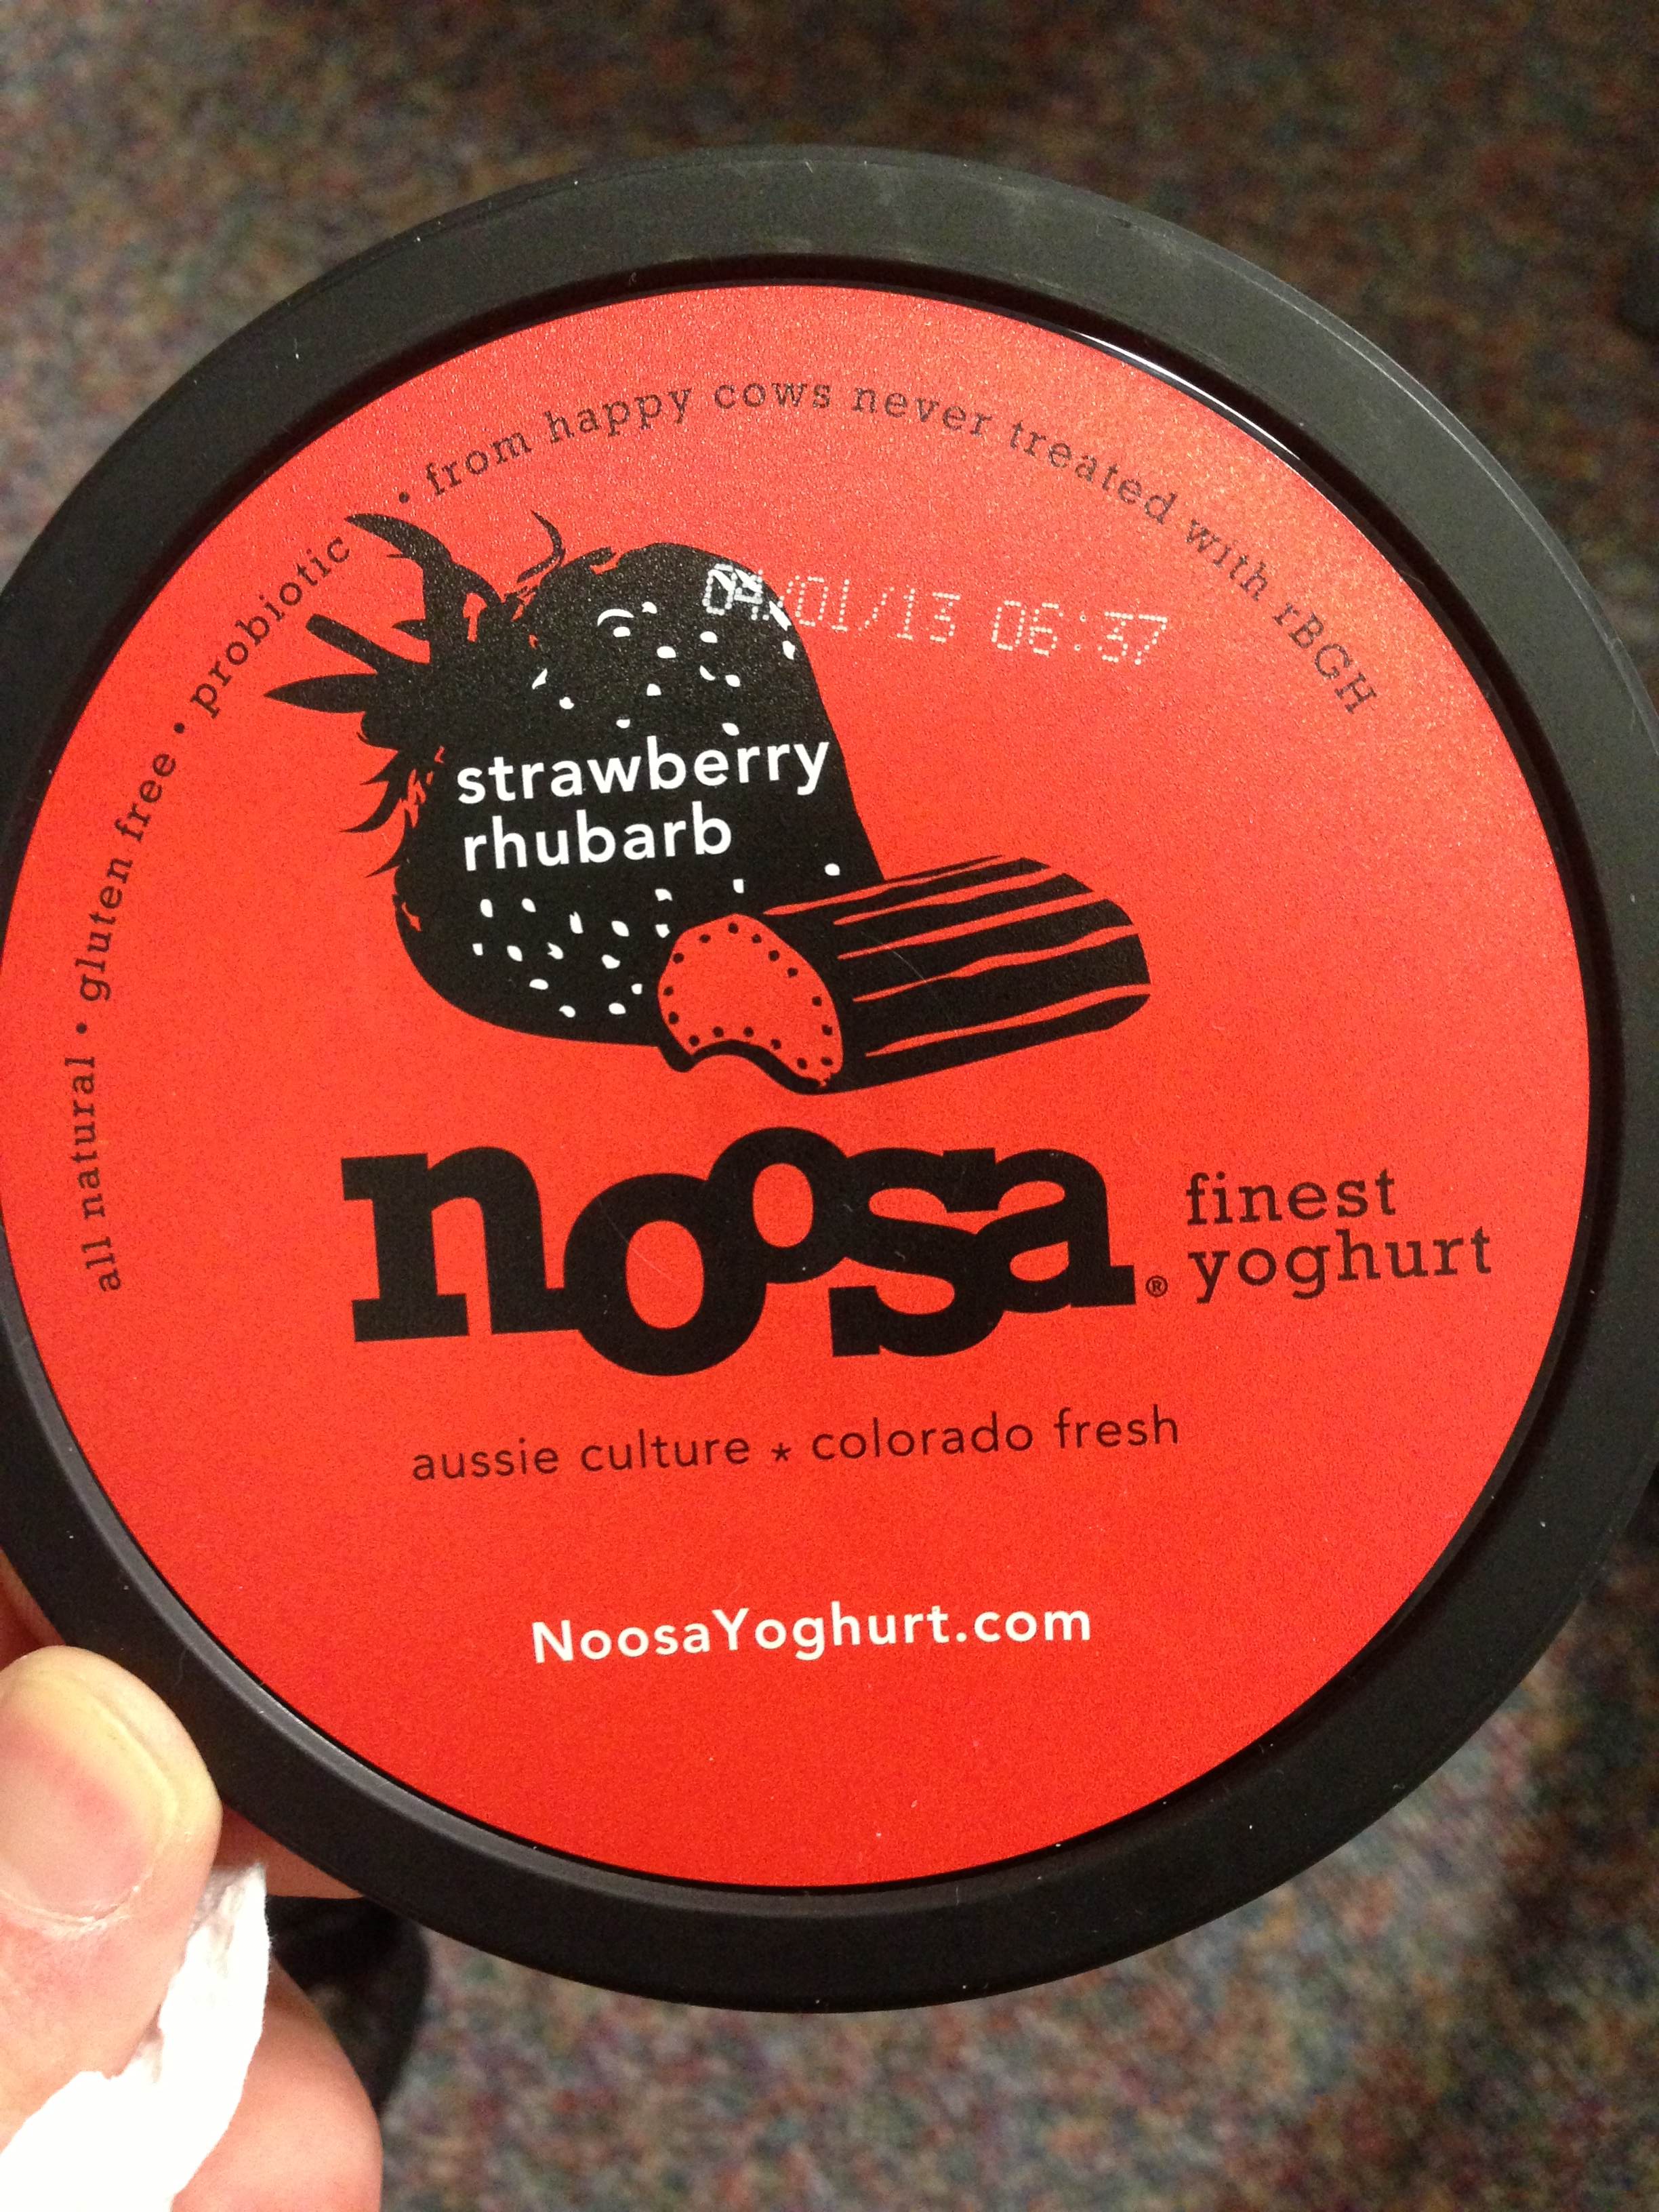 all natural • gluten free • probiotic • from happy cows never treated with rBGH
04/01/13 06:37
strawberry
rhubarb
noosa®
finest
yoghurt
aussie culture * colorado fresh
NoosaYoghurt.com